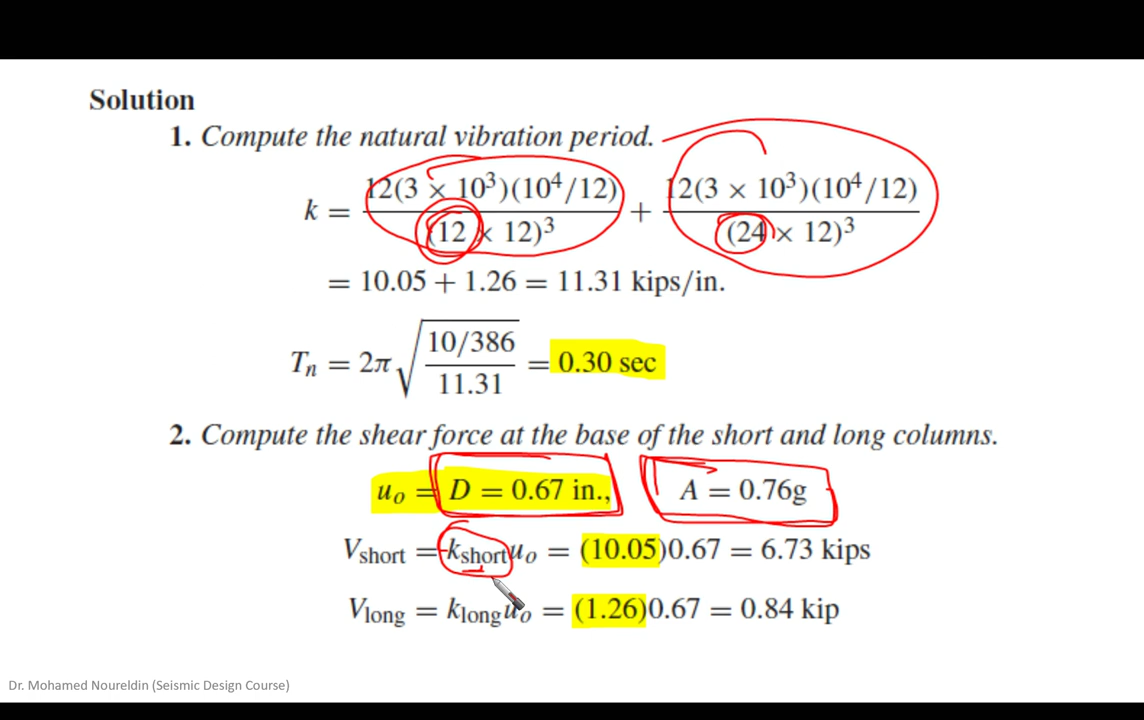 Solution
1. Compute the natural vibration period.
k = 12(3 × 10³)(10⁴/12) / (12 × 12)³ + 12(3 × 10³)(10⁴/12) / (24 × 12)³
= 10.05 + 1.26 = 11.31 kips/in.
Tₙ = 2π √((10/386) / 11.31) = 0.30 sec
2. Compute the shear force at the base of the short and long columns.
uₒ = D = 0.67 in., A = 0.76g
V_short = k_short uₒ = (10.05)0.67 = 6.73 kips
V_long = k_long uₒ = (1.26)0.67 = 0.84 kip
Dr. Mohamed Noureldin (Seismic Design Course)